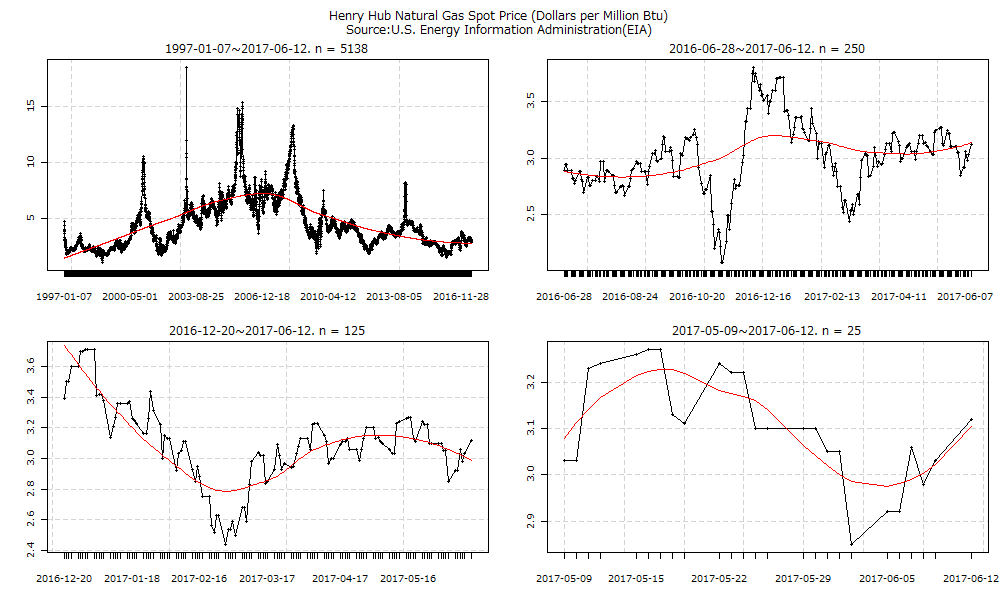 Henry Hub Natural Gas Spot Price (Dollars per Million Btu)
Source:U.S. Energy Information Administration(EIA)
1997-01-07~2017-06-12. n = 5138
15
10
5
1997-01-07 2000-05-01 2003-08-25 2006-12-18 2010-04-12 2013-08-05 2016-11-28
2016-06-28~2017-06-12. n = 250
3.5
3.0
2.5
2016-06-28 2016-08-24 2016-10-20 2016-12-16 2017-02-13 2017-04-11 2017-06-07
2016-12-20~2017-06-12. n = 125
3.6
3.4
3.2
3.0
2.8
2.6
2.4
2016-12-20 2017-01-18 2017-02-16 2017-03-17 2017-04-17 2017-05-16
2017-05-09~2017-06-12. n = 25
3.2
3.1
3.0
2.9
2017-05-09 2017-05-15 2017-05-22 2017-05-29 2017-06-05 2017-06-12